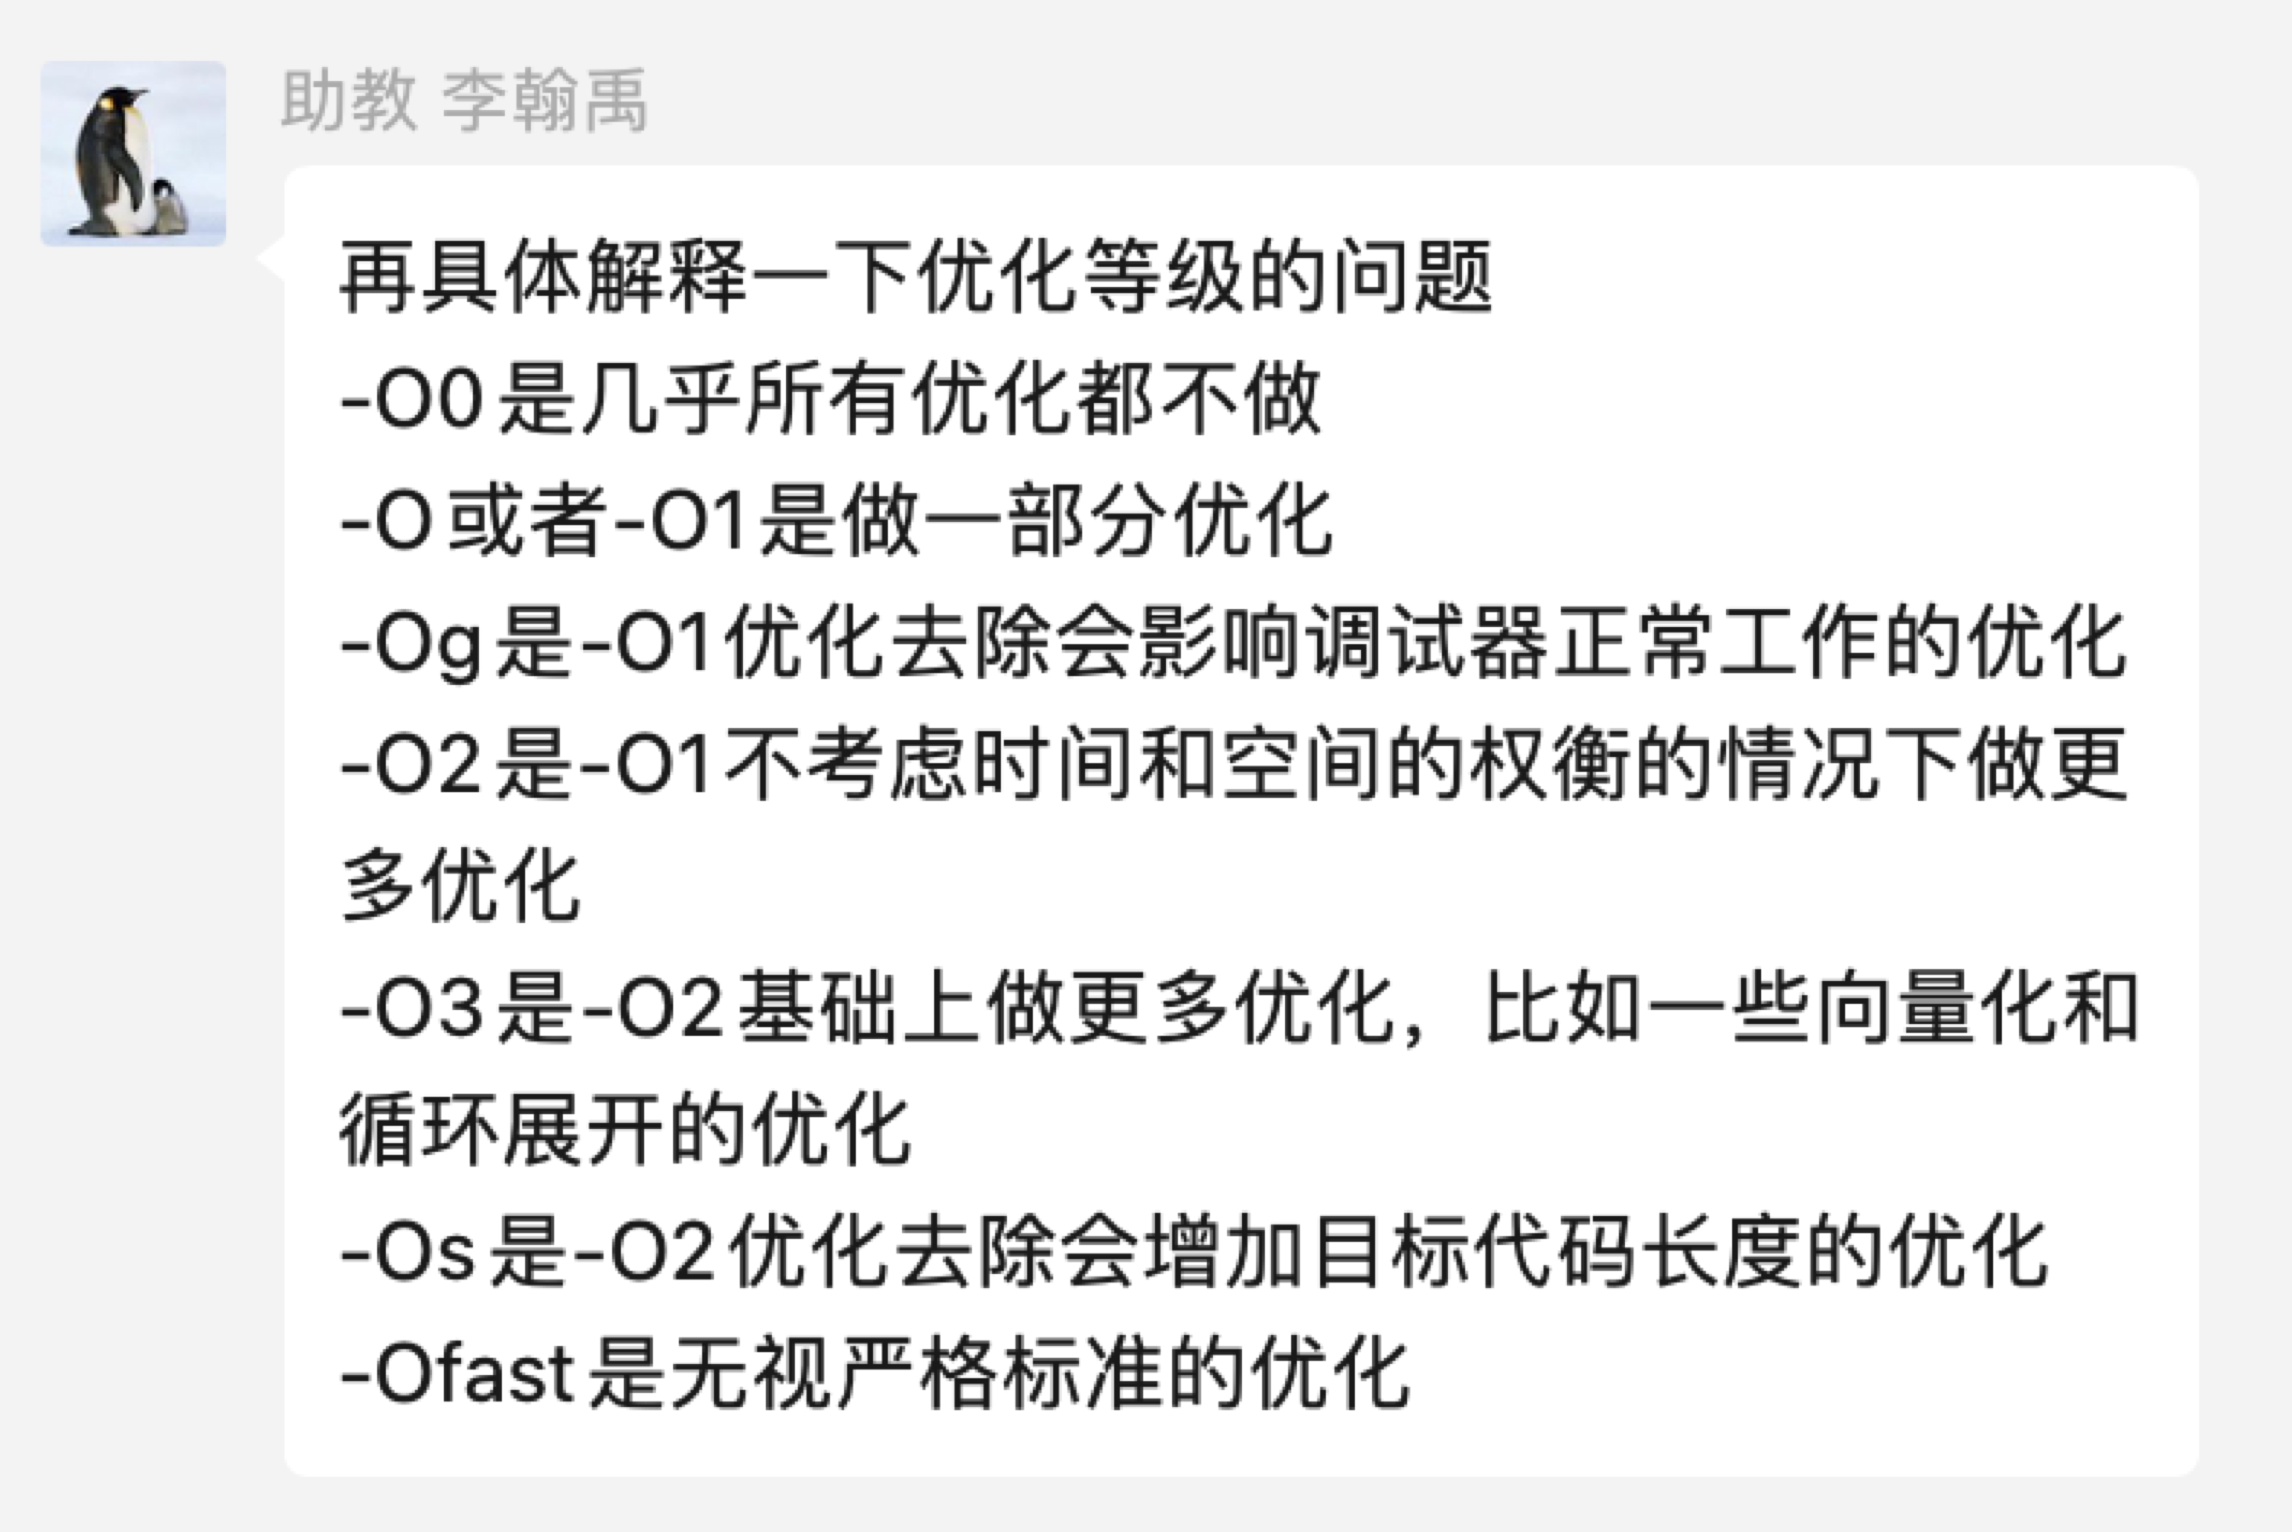 助教 李翰禹
再具体解释一下优化等级的问题
-O0是几乎所有优化都不做
-O或者-O1是做一部分优化
-Og是-O1优化去除会影响调试器正常工作的优化
-O2是-O1不考虑时间和空间的权衡的情况下做更
多优化
-O3是-O2基础上做更多优化，比如一些向量化和
循环展开的优化
-Os是-O2优化去除会增加目标代码长度的优化
-Ofast是无视严格标准的优化